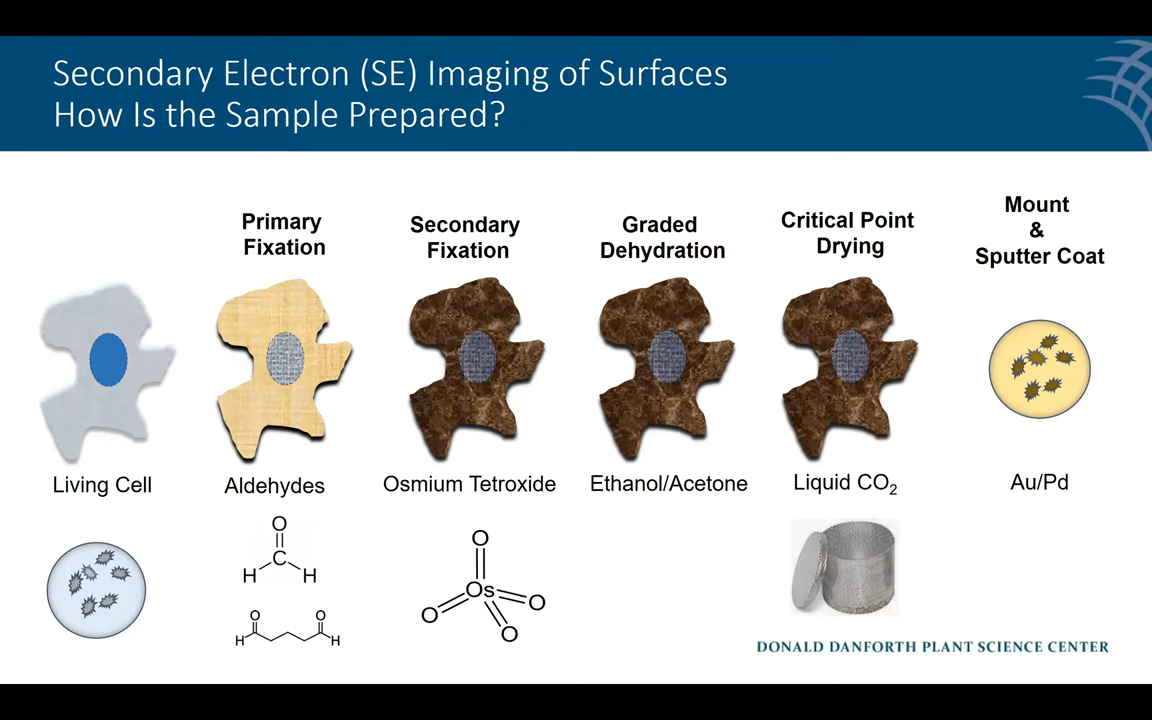 Secondary Electron (SE) Imaging of Surfaces
How Is the Sample Prepared?
Primary
Fixation
Secondary
Fixation
Graded
Dehydration
Critical Point
Drying
Mount
&
Sputter Coat
Living Cell
Aldehydes
Osmium Tetroxide
Ethanol/Acetone
Liquid CO₂
Au/Pd
O
C
H H
O O
H H
O
Os
O O
O
DONALD DANFORTH PLANT SCIENCE CENTER